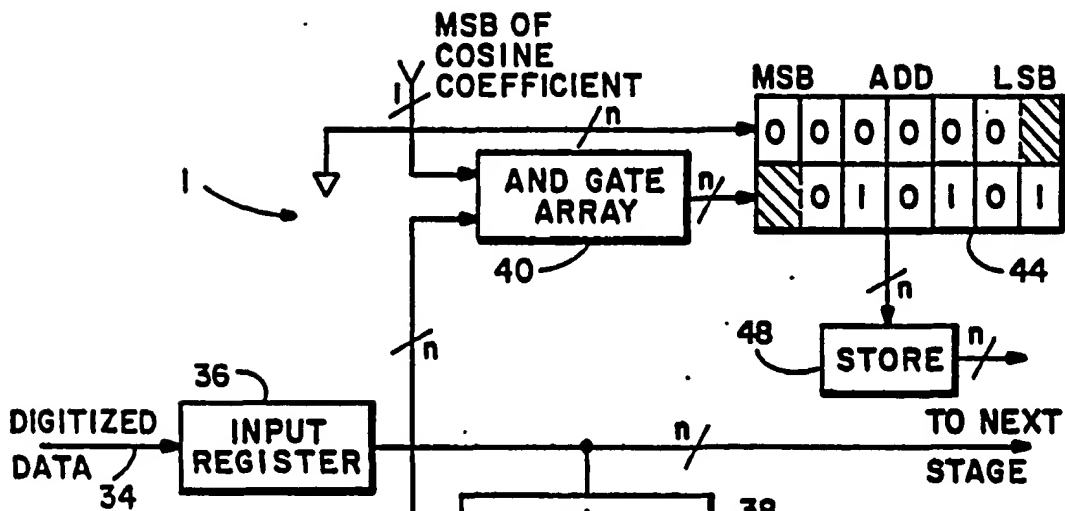 MSB OF
COSINE
COEFFICIENT
1
n
MSB ADD LSB
0 0 0 0 0 0
0 1 0 1 0 1
1
AND GATE
ARRAY
n
40
44
n
n
48
STORE
n
36
DIGITIZED
DATA
34
INPUT
REGISTER
n
TO NEXT
STAGE
38